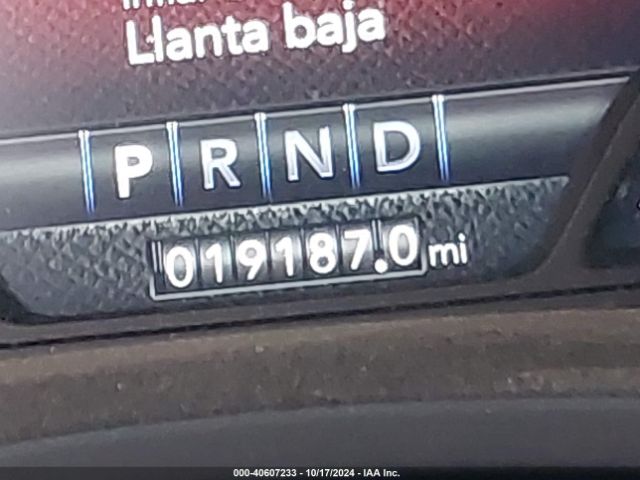 Llanta baja
P R N D
019187.0 mi
000-40607233 - 10/17/2024 - IAA Inc.